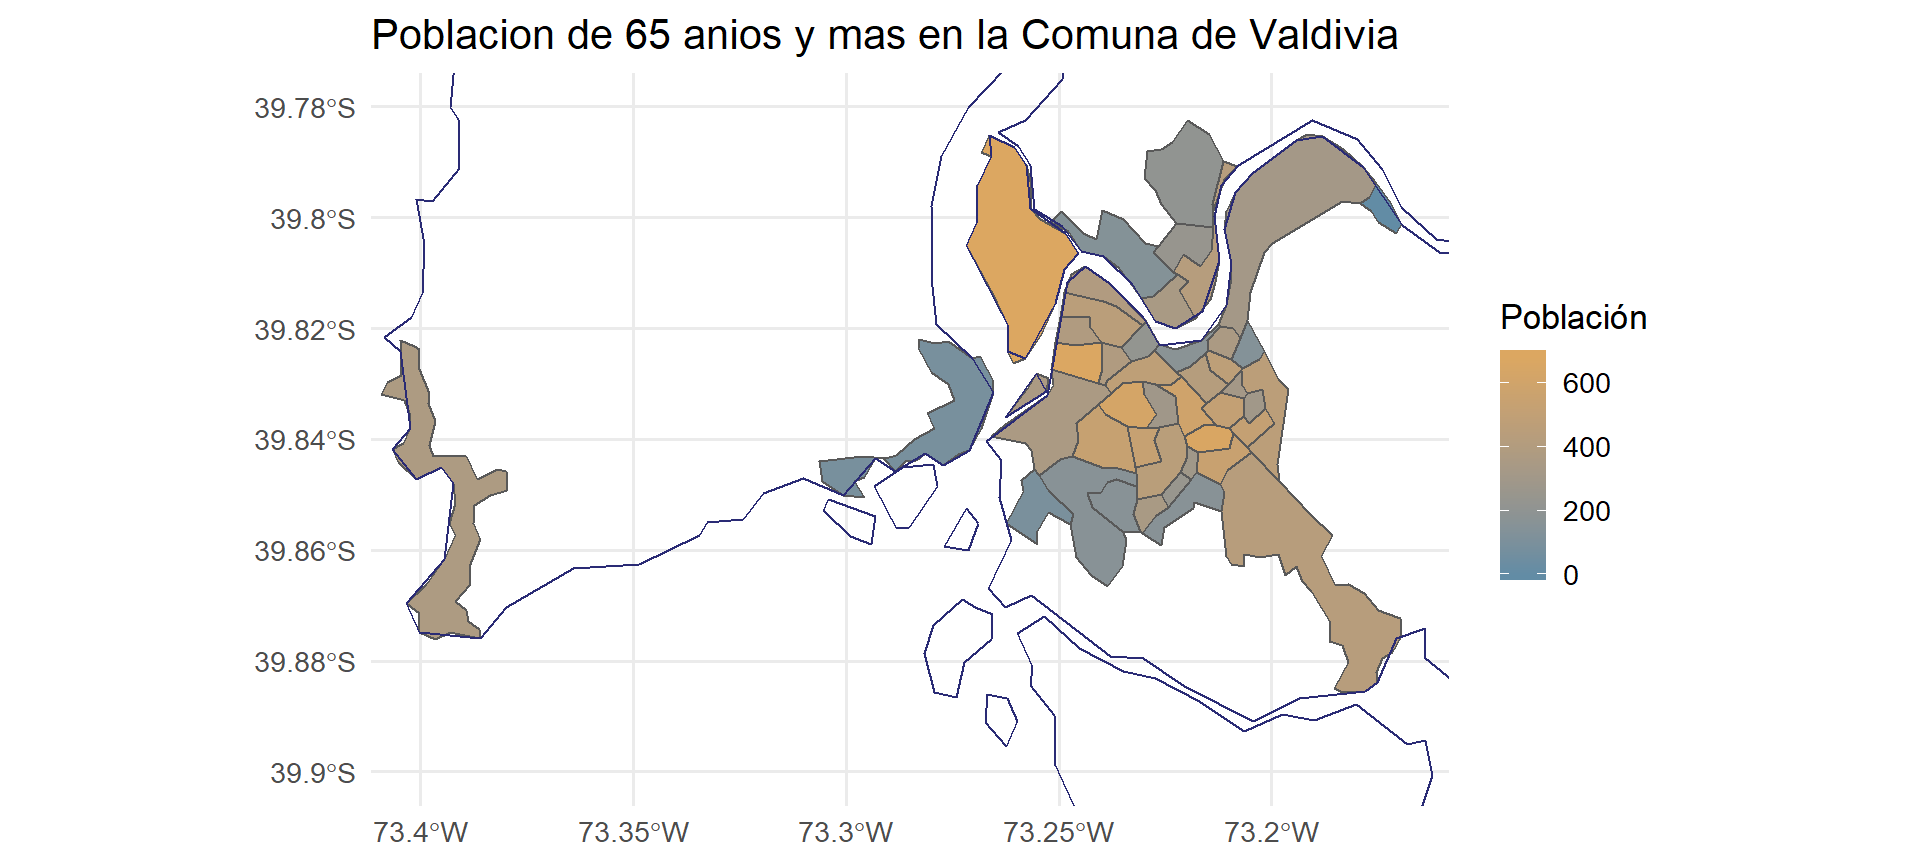 Poblacion de 65 anios y mas en la Comuna de Valdivia
39.78°S
39.8°S
39.82°S
39.84°S
39.86°S
39.88°S
39.9°S
73.4°W
73.35°W
73.3°W
73.25°W
73.2°W
Población
600
400
200
0